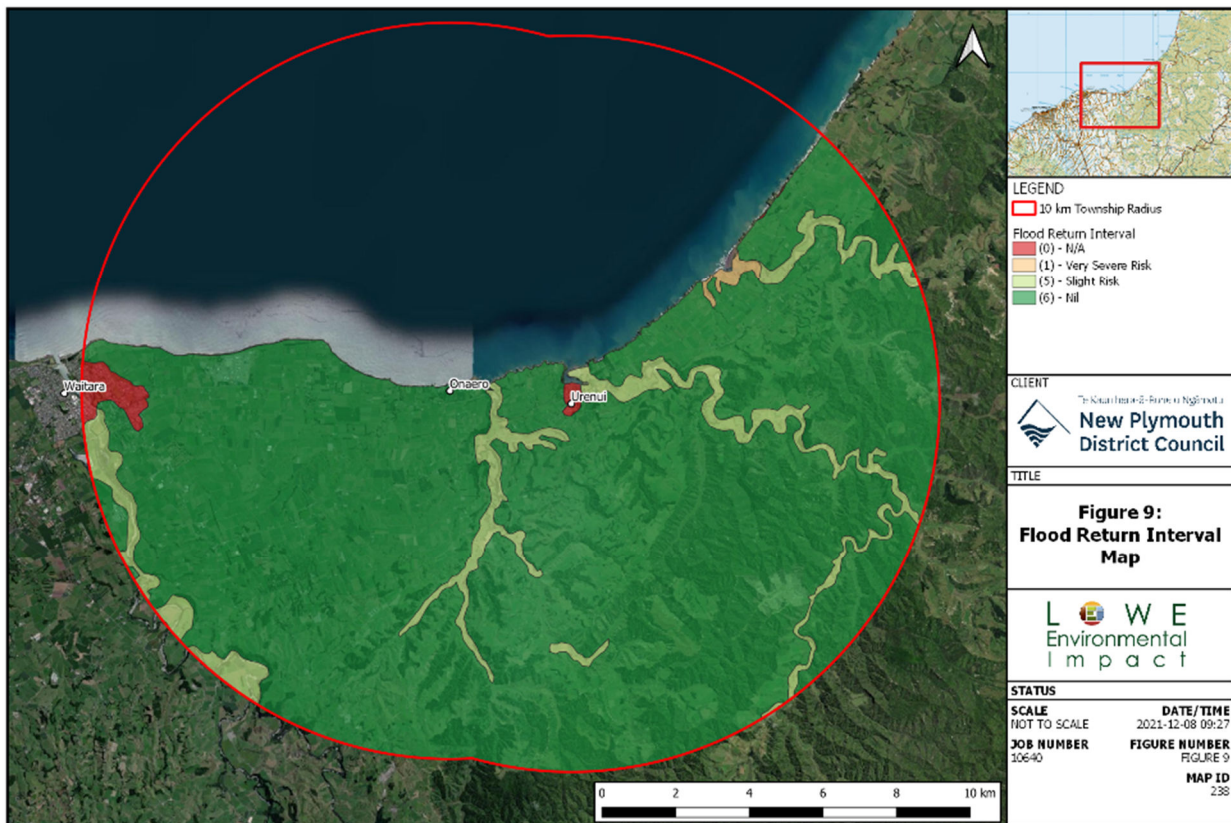 Waitara
Onaero
Urenui
0 2 4 6 8 10 km
LEGEND
10 km Township Radius
Flood Return Interval
(0) - N/A
(1) - Very Severe Risk
(5) - Slight Risk
(6) - Nil
CLIENT
New Plymouth
District Council
TITLE
Figure 9:
Flood Return Interval
Map
LOWE
Environmental
Impact
STATUS
SCALE DATE/TIME
NOT TO SCALE 2021-12-08 09:27
JOB NUMBER FIGURE NUMBER
10640 FIGURE 9
MAP ID
238